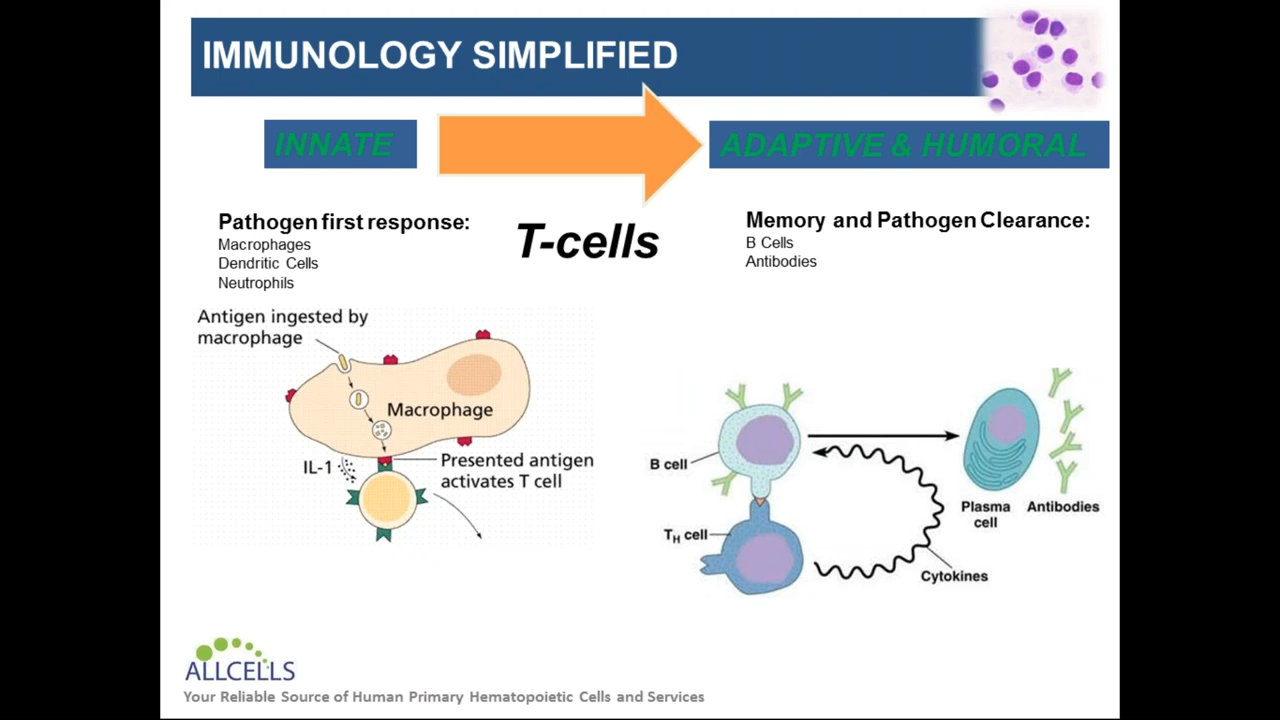 IMMUNOLOGY SIMPLIFIED
INNATE
ADAPTIVE & HUMORAL
Pathogen first response:
Macrophages
Dendritic Cells
Neutrophils
T-cells
Memory and Pathogen Clearance:
B Cells
Antibodies
Antigen ingested by
macrophage
Macrophage
IL-1
Presented antigen
activates T cell
B cell
TH cell
Plasma
cell
Antibodies
Cytokines
ALLCELLS
Your Reliable Source of Human Primary Hematopoietic Cells and Services